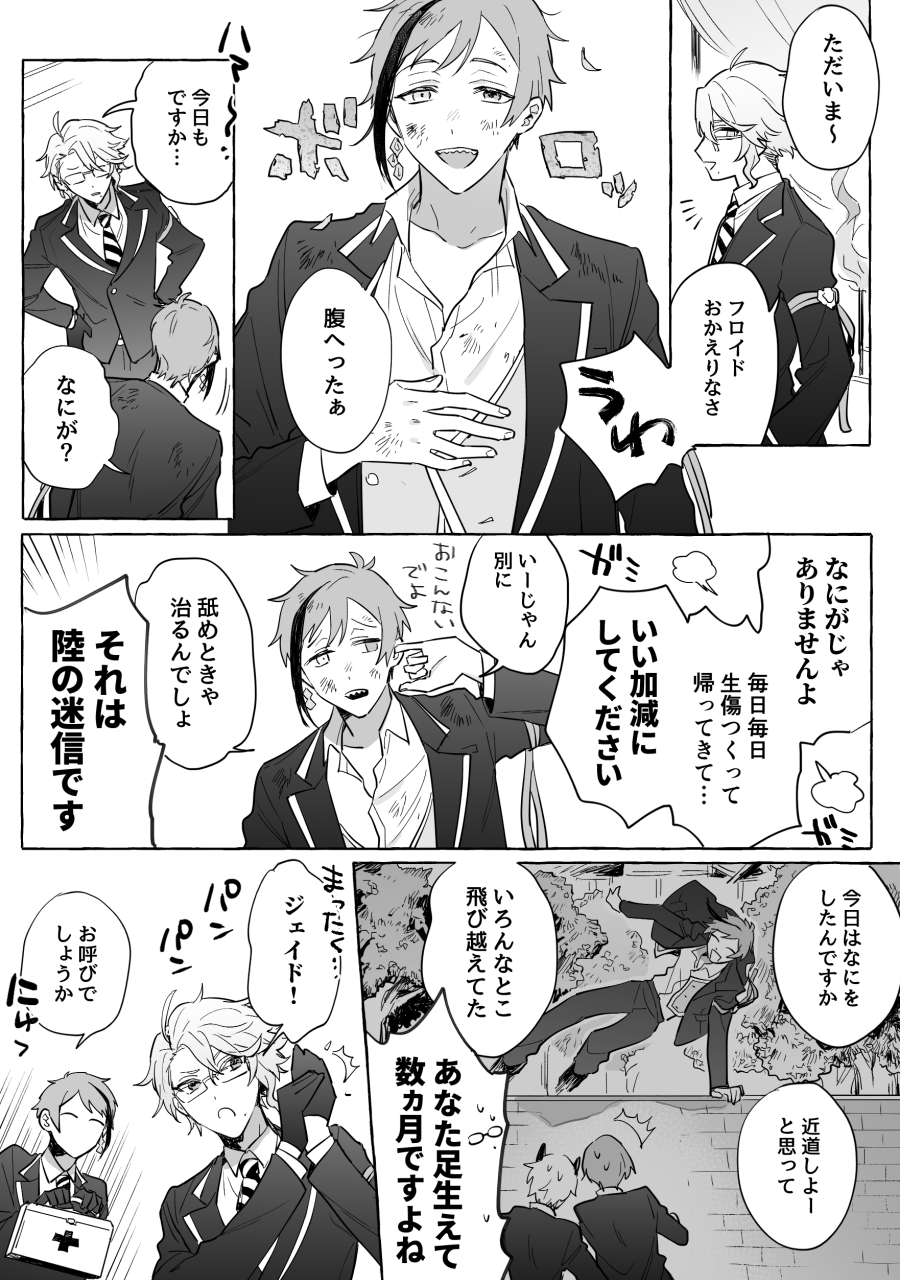 ただいま〜
フロイド
おかえりなさ
うわ
ボロ
腹へったぁ
ハァ〜
今日も
ですか…
なにが？
なにがじゃ
ありませんよ
毎日毎日
生傷つくって
帰ってきて…
ガミ
ガミ
いい加減に
してください
いーじゃん
別に
おこんない
でよ
舐めときゃ
治るんでしょ
それは
陸の迷信です
今日はなにを
したんですか
近道しよー
と思って
いろんなとこ
飛び越えてた
あなた足生えて
数ヵ月ですよね
まったく…
ジェイド！
パン
パン
お呼びで
しょうか
にゅっ